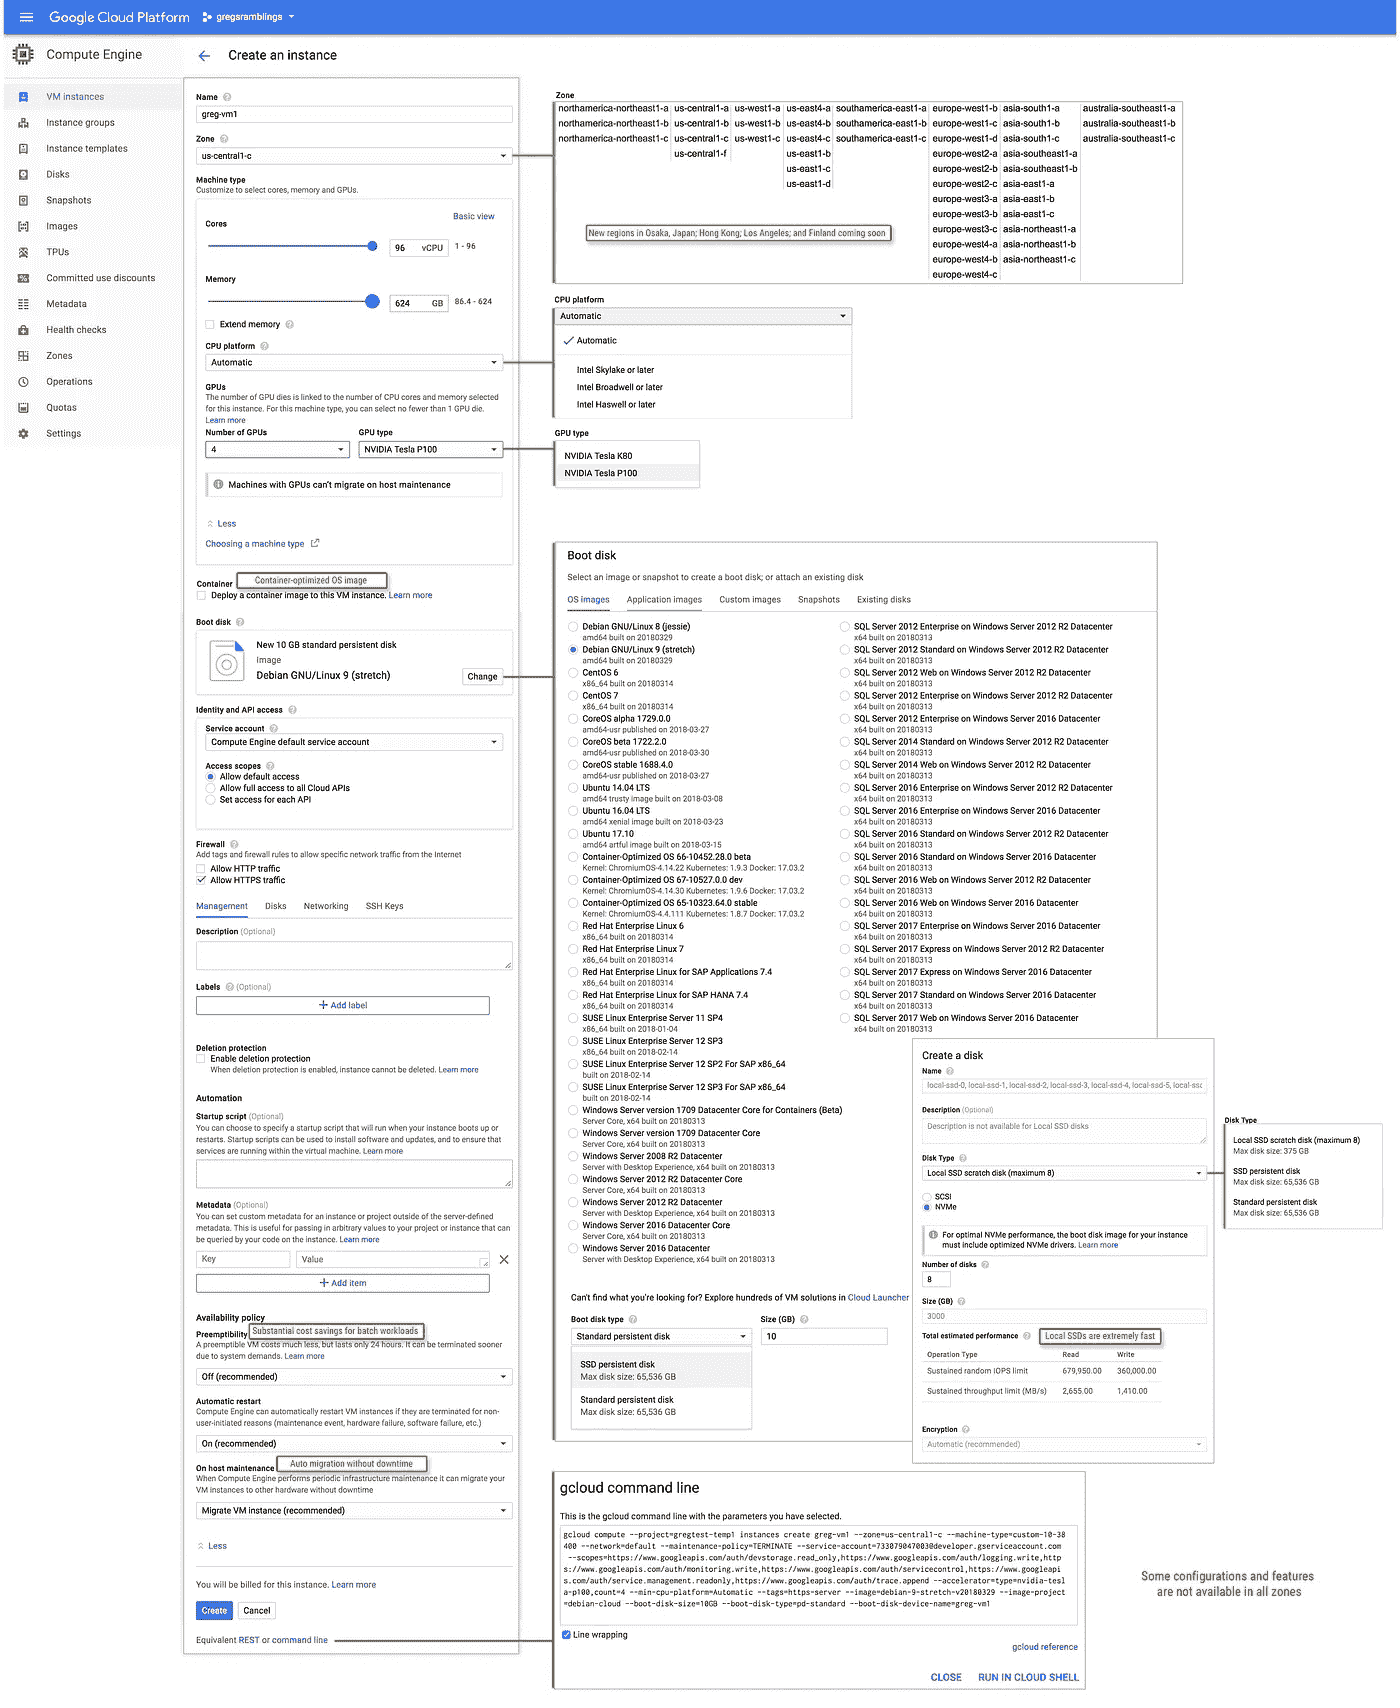 Google Cloud Platform gregsramblings
Compute Engine
Create an instance
VM instances
Instance groups
Instance templates
Disks
Snapshots
Images
TPUs
Committed use discounts
Metadata
Health checks
Zones
Operations
Quotas
Settings
Name
greg-vm1
Zone
us-central1-c
Machine type
Customize to select cores, memory and GPUs.
Cores
Basic view
96 vCPU 1 - 96
Memory
624 GB 86.4 - 624
Extend memory
CPU platform
Automatic
GPUs
The number of GPU dies is linked to the number of CPU cores and memory selected
for this instance. For this machine type, you can select no fewer than 1 GPU die.
Learn more
Number of GPUs GPU type
4 NVIDIA Tesla P100
Machines with GPUs can't migrate on host maintenance
Less
Choosing a machine type
Container Container-optimized OS image
Deploy a container image to this VM instance. Learn more
Boot disk
New 10 GB standard persistent disk
Image
Debian GNU/Linux 9 (stretch)
Change
Identity and API access
Service account
Compute Engine default service account
Access scopes
Allow default access
Allow full access to all Cloud APIs
Set access for each API
Firewall
Add tags and firewall rules to allow specific network traffic from the Internet
Allow HTTP traffic
Allow HTTPS traffic
Management Disks Networking SSH Keys
Description (Optional)
Labels (Optional)
Add label
Deletion protection
Enable deletion protection
When deletion protection is enabled, instance cannot be deleted. Learn more
Automation
Startup script (Optional)
You can choose to specify a startup script that will run when your instance boots up or
restarts. Startup scripts can be used to install software and updates, and to ensure that
services are running within the virtual machine. Learn more
Metadata (Optional)
You can set custom metadata for an instance or project outside of the server-defined
metadata. This is useful for passing in arbitrary values to your project or instance that can
be queried by your code on the instance. Learn more
Key Value
Add item
Availability policy
Preemptibility Substantial cost savings for batch workloads
A preemptible VM costs much less, but lasts only 24 hours. It can be terminated sooner
due to system demands. Learn more
Off (recommended)
Automatic restart
Compute Engine can automatically restart VM instances if they are terminated for non-
user-initiated reasons (maintenance event, hardware failure, software failure, etc.)
On (recommended)
On host maintenance Auto migration without downtime
When Compute Engine performs periodic infrastructure maintenance it can migrate your
VM instances to other hardware without downtime
Migrate VM instance (recommended)
Less
You will be billed for this instance. Learn more
Create Cancel
Equivalent REST or command line
Zone
northamerica-northeast1-a us-central1-a us-west1-a us-east4-a southamerica-east1-a europe-west1-b asia-south1-a australia-southeast1-a
northamerica-northeast1-b us-central1-b us-west1-b us-east4-b southamerica-east1-b europe-west1-c asia-south1-b australia-southeast1-b
northamerica-northeast1-c us-central1-c us-west1-c us-east4-c southamerica-east1-c europe-west1-d asia-south1-c australia-southeast1-c
us-central1-f us-east1-b europe-west2-a asia-southeast1-a
us-east1-c europe-west2-b asia-southeast1-b
us-east1-d europe-west2-c asia-east1-a
europe-west3-a asia-east1-b
europe-west3-b asia-east1-c
europe-west3-c asia-northeast1-a
europe-west4-a asia-northeast1-b
europe-west4-b asia-northeast1-c
europe-west4-c
New regions in Osaka, Japan; Hong Kong; Los Angeles; and Finland coming soon
CPU platform
Automatic
Automatic
Intel Skylake or later
Intel Broadwell or later
Intel Haswell or later
GPU type
NVIDIA Tesla K80
NVIDIA Tesla P100
Boot disk
Select an image or snapshot to create a boot disk; or attach an existing disk
OS images Application images Custom images Snapshots Existing disks
Debian GNU/Linux 8 (jessie)
amd64 built on 20180329
Debian GNU/Linux 9 (stretch)
amd64 built on 20180329
CentOS 6
x86_64 built on 20180314
CentOS 7
x86_64 built on 20180314
CoreOS alpha 1729.0.0
amd64-usr published on 2018-03-27
CoreOS beta 1722.2.0
amd64-usr published on 2018-03-30
CoreOS stable 1688.4.0
amd64-usr published on 2018-03-27
Ubuntu 14.04 LTS
amd64 trusty image built on 2018-03-08
Ubuntu 16.04 LTS
amd64 xenial image built on 2018-03-23
Ubuntu 17.10
amd64 artful image built on 2018-03-15
Container-Optimized OS 66-10452.28.0 beta
Kernel: ChromiumOS-4.14.22 Kubernetes: 1.9.3 Docker: 17.03.2
Container-Optimized OS 67-10527.0.0 dev
Kernel: ChromiumOS-4.14.30 Kubernetes: 1.9.6 Docker: 17.03.2
Container-Optimized OS 65-10323.64.0 stable
Kernel: ChromiumOS-4.4.111 Kubernetes: 1.8.7 Docker: 17.03.2
Red Hat Enterprise Linux 6
x86_64 built on 20180314
Red Hat Enterprise Linux 7
x86_64 built on 20180314
Red Hat Enterprise Linux for SAP Applications 7.4
x86_64 built on 20180314
Red Hat Enterprise Linux for SAP HANA 7.4
x86_64 built on 20180314
SUSE Linux Enterprise Server 11 SP4
x86_64 built on 2018-01-04
SUSE Linux Enterprise Server 12 SP3
x86_64 built on 2018-02-14
SUSE Linux Enterprise Server 12 SP2 For SAP x86_64
built on 2018-02-14
SUSE Linux Enterprise Server 12 SP3 For SAP x86_64
built on 2018-02-14
Windows Server version 1709 Datacenter Core for Containers (Beta)
Server Core, x64 built on 20180313
Windows Server version 1709 Datacenter Core
Server Core, x64 built on 20180313
Windows Server 2008 R2 Datacenter
Server with Desktop Experience, x64 built on 20180313
Windows Server 2012 R2 Datacenter Core
Server Core, x64 built on 20180313
Windows Server 2012 R2 Datacenter
Server with Desktop Experience, x64 built on 20180313
Windows Server 2016 Datacenter Core
Server Core, x64 built on 20180313
Windows Server 2016 Datacenter
Server with Desktop Experience, x64 built on 20180313
SQL Server 2012 Enterprise on Windows Server 2012 R2 Datacenter
x64 built on 20180313
SQL Server 2012 Standard on Windows Server 2012 R2 Datacenter
x64 built on 20180313
SQL Server 2012 Web on Windows Server 2012 R2 Datacenter
x64 built on 20180313
SQL Server 2012 Enterprise on Windows Server 2012 R2 Datacenter
x64 built on 20180313
SQL Server 2012 Enterprise on Windows Server 2016 Datacenter
x64 built on 20180313
SQL Server 2014 Standard on Windows Server 2012 R2 Datacenter
x64 built on 20180313
SQL Server 2014 Web on Windows Server 2012 R2 Datacenter
x64 built on 20180313
SQL Server 2016 Enterprise on Windows Server 2012 R2 Datacenter
x64 built on 20180313
SQL Server 2016 Enterprise on Windows Server 2016 Datacenter
x64 built on 20180313
SQL Server 2016 Standard on Windows Server 2012 R2 Datacenter
x64 built on 20180313
SQL Server 2016 Standard on Windows Server 2016 Datacenter
x64 built on 20180313
SQL Server 2016 Web on Windows Server 2012 R2 Datacenter
x64 built on 20180313
SQL Server 2016 Web on Windows Server 2016 Datacenter
x64 built on 20180313
SQL Server 2017 Enterprise on Windows Server 2016 Datacenter
x64 built on 20180313
SQL Server 2017 Express on Windows Server 2012 R2 Datacenter
x64 built on 20180313
SQL Server 2017 Express on Windows Server 2016 Datacenter
x64 built on 20180313
SQL Server 2017 Standard on Windows Server 2016 Datacenter
x64 built on 20180313
SQL Server 2017 Web on Windows Server 2016 Datacenter
x64 built on 20180313
Can't find what you're looking for? Explore hundreds of VM solutions in Cloud Launcher
Boot disk type Size (GB)
Standard persistent disk 10
SSD persistent disk
Max disk size: 65,536 GB
Standard persistent disk
Max disk size: 65,536 GB
Create a disk
Name
local-ssd-0, local-ssd-1, local-ssd-2, local-ssd-3, local-ssd-4, local-ssd-5, local-ssc
Description (Optional)
Description is not available for Local SSD disks
Disk Type
Local SSD scratch disk (maximum 8)
SCSI
NVMe
For optimal NVMe performance, the boot disk image for your instance
must include optimized NVMe drivers. Learn more
Number of disks
8
Size (GB)
3000
Total estimated performance Local SSDs are extremely fast
Operation Type Read Write
Sustained random IOPS limit 679,950.00 360,000.00
Sustained throughput limit (MB/s) 2,655.00 1,410.00
Encryption
Automatic (recommended)
Disk Type
Local SSD scratch disk (maximum 8)
Max disk size: 375 GB
SSD persistent disk
Max disk size: 65,536 GB
Standard persistent disk
Max disk size: 65,536 GB
gcloud command line
This is the gcloud command line with the parameters you have selected.
gcloud compute --project=gregtest-temp1 instances create greg-vm1 --zone=us-central1-c --machine-type=custom-10-38
400 --network=default --maintenance-policy=TERMINATE --service-account=733079047003@developer.gserviceaccount.com
--scopes=https://www.googleapis.com/auth/devstorage.read_only,https://www.googleapis.com/auth/logging.write,http
s://www.googleapis.com/auth/monitoring.write,https://www.googleapis.com/auth/servicecontrol,https://www.googleapi
s.com/auth/service.management.readonly,https://www.googleapis.com/auth/trace.append --accelerator=type=nvidia-tesl
a-p100,count=4 --min-cpu-platform=Automatic --tags=https-server --image=debian-9-stretch-v20180329 --image-project
=debian-cloud --boot-disk-size=10GB --boot-disk-type=pd-standard --boot-disk-device-name=greg-vm1
Line wrapping
gcloud reference
CLOSE RUN IN CLOUD SHELL
Some configurations and features
are not available in all zones